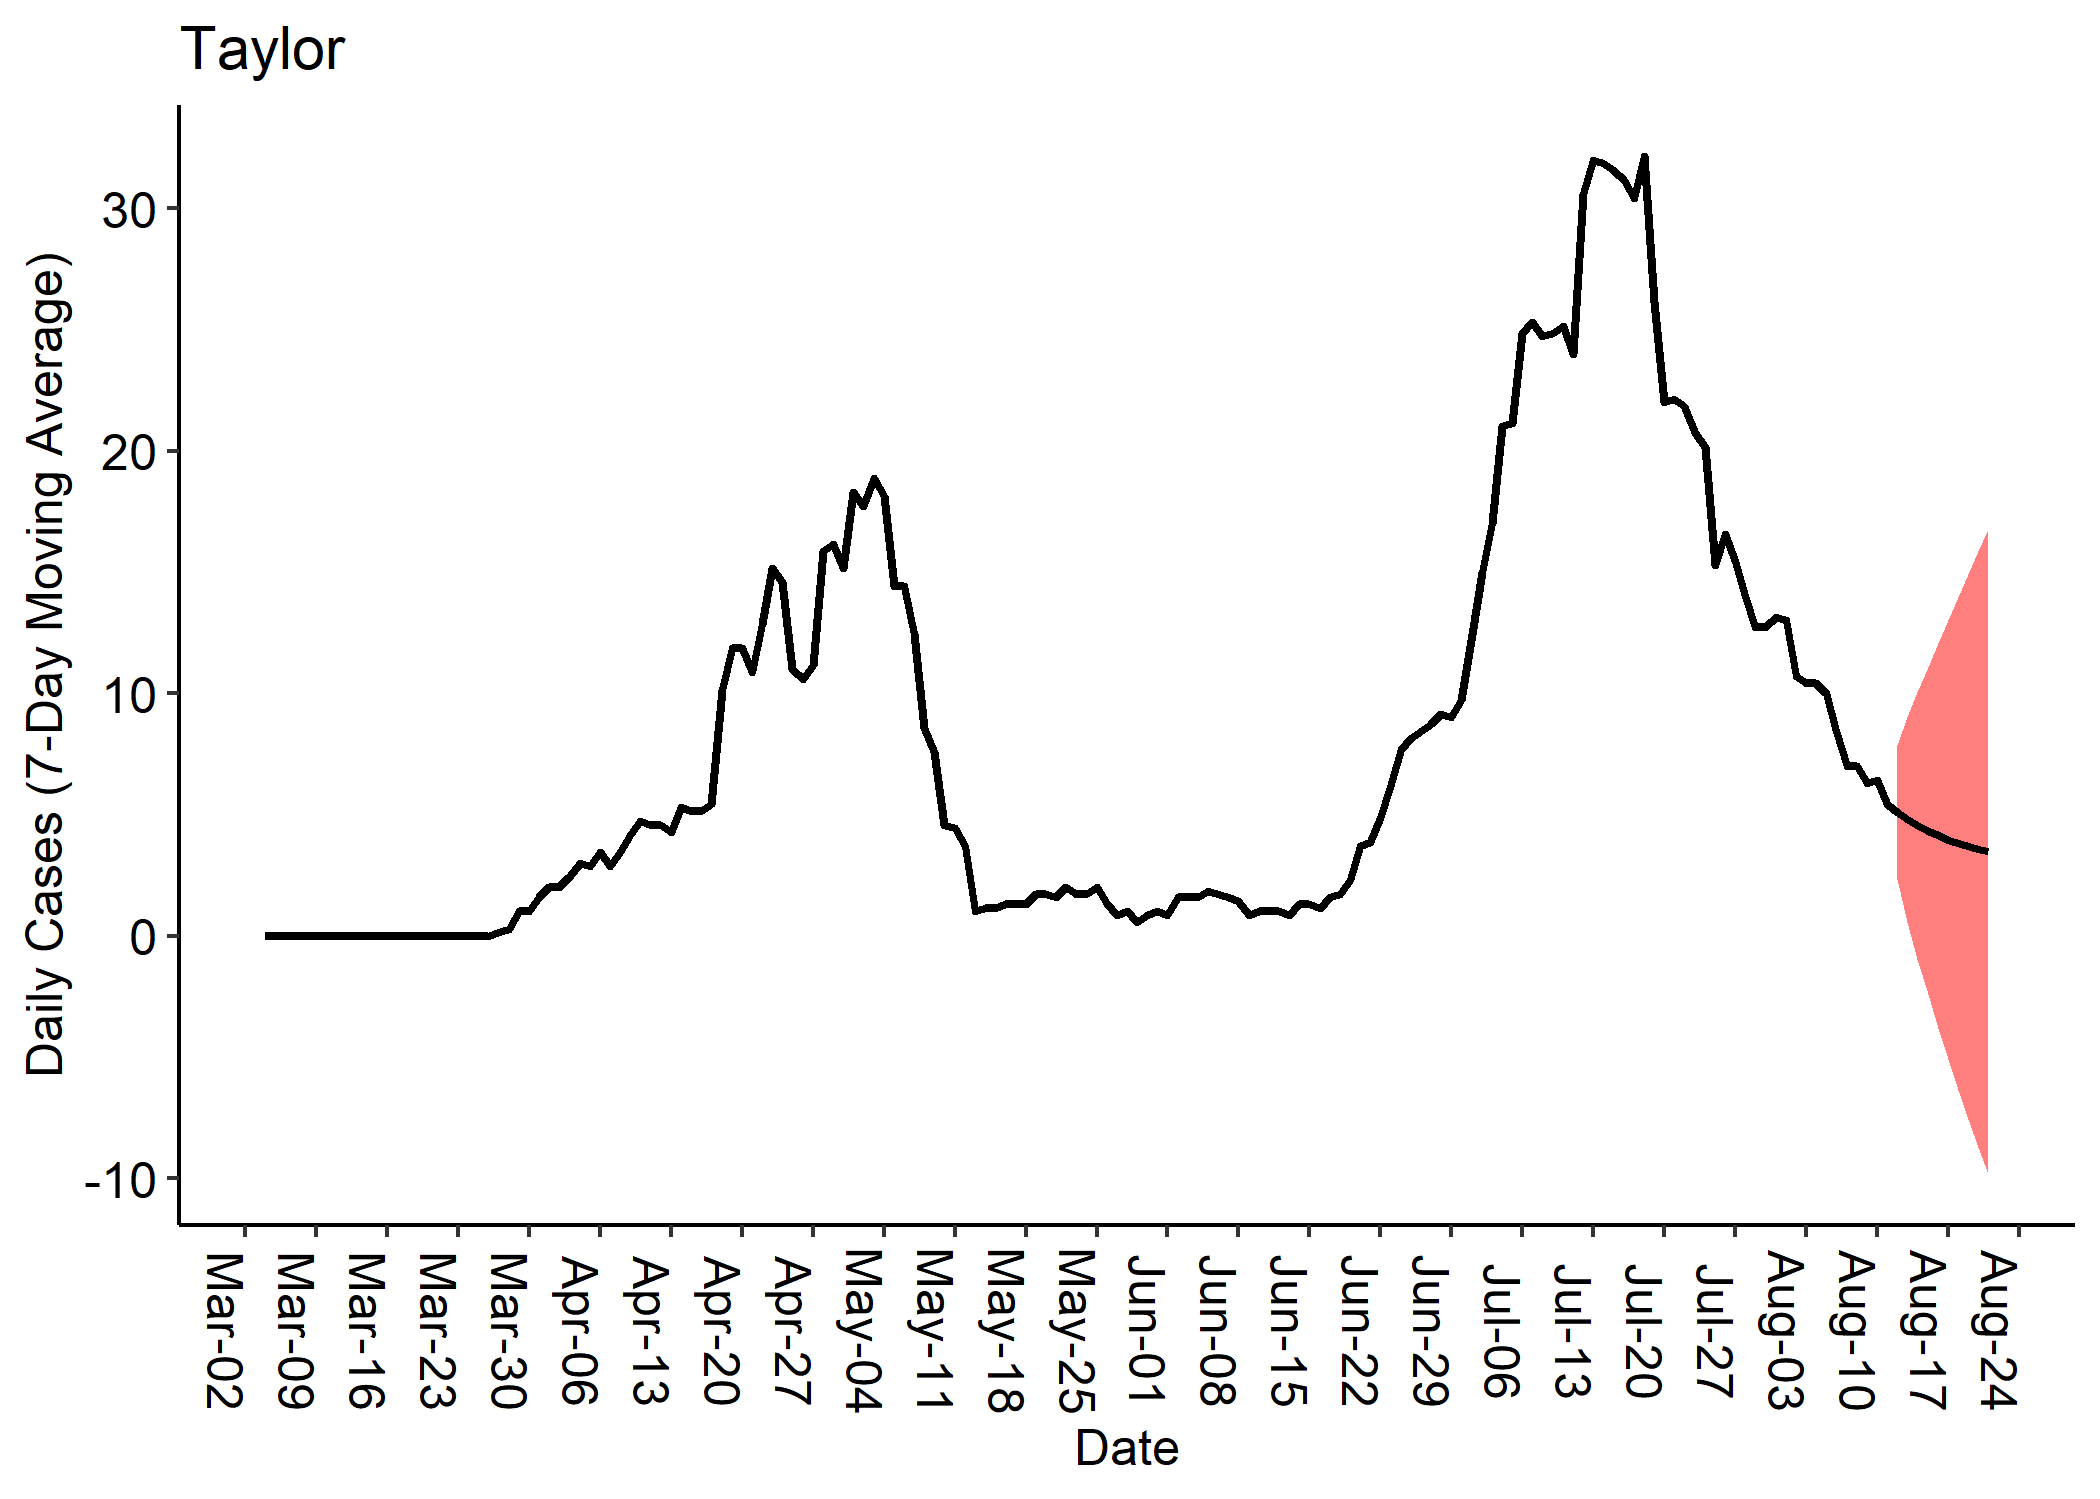 Taylor
Daily Cases (7-Day Moving Average)
30
20
10
0
-10
Mar-02
Mar-09
Mar-16
Mar-23
Mar-30
Apr-06
Apr-13
Apr-20
Apr-27
May-04
May-11
May-18
May-25
Jun-01
Jun-08
Jun-15
Jun-22
Jun-29
Jul-06
Jul-13
Jul-20
Jul-27
Aug-03
Aug-10
Aug-17
Aug-24
Date